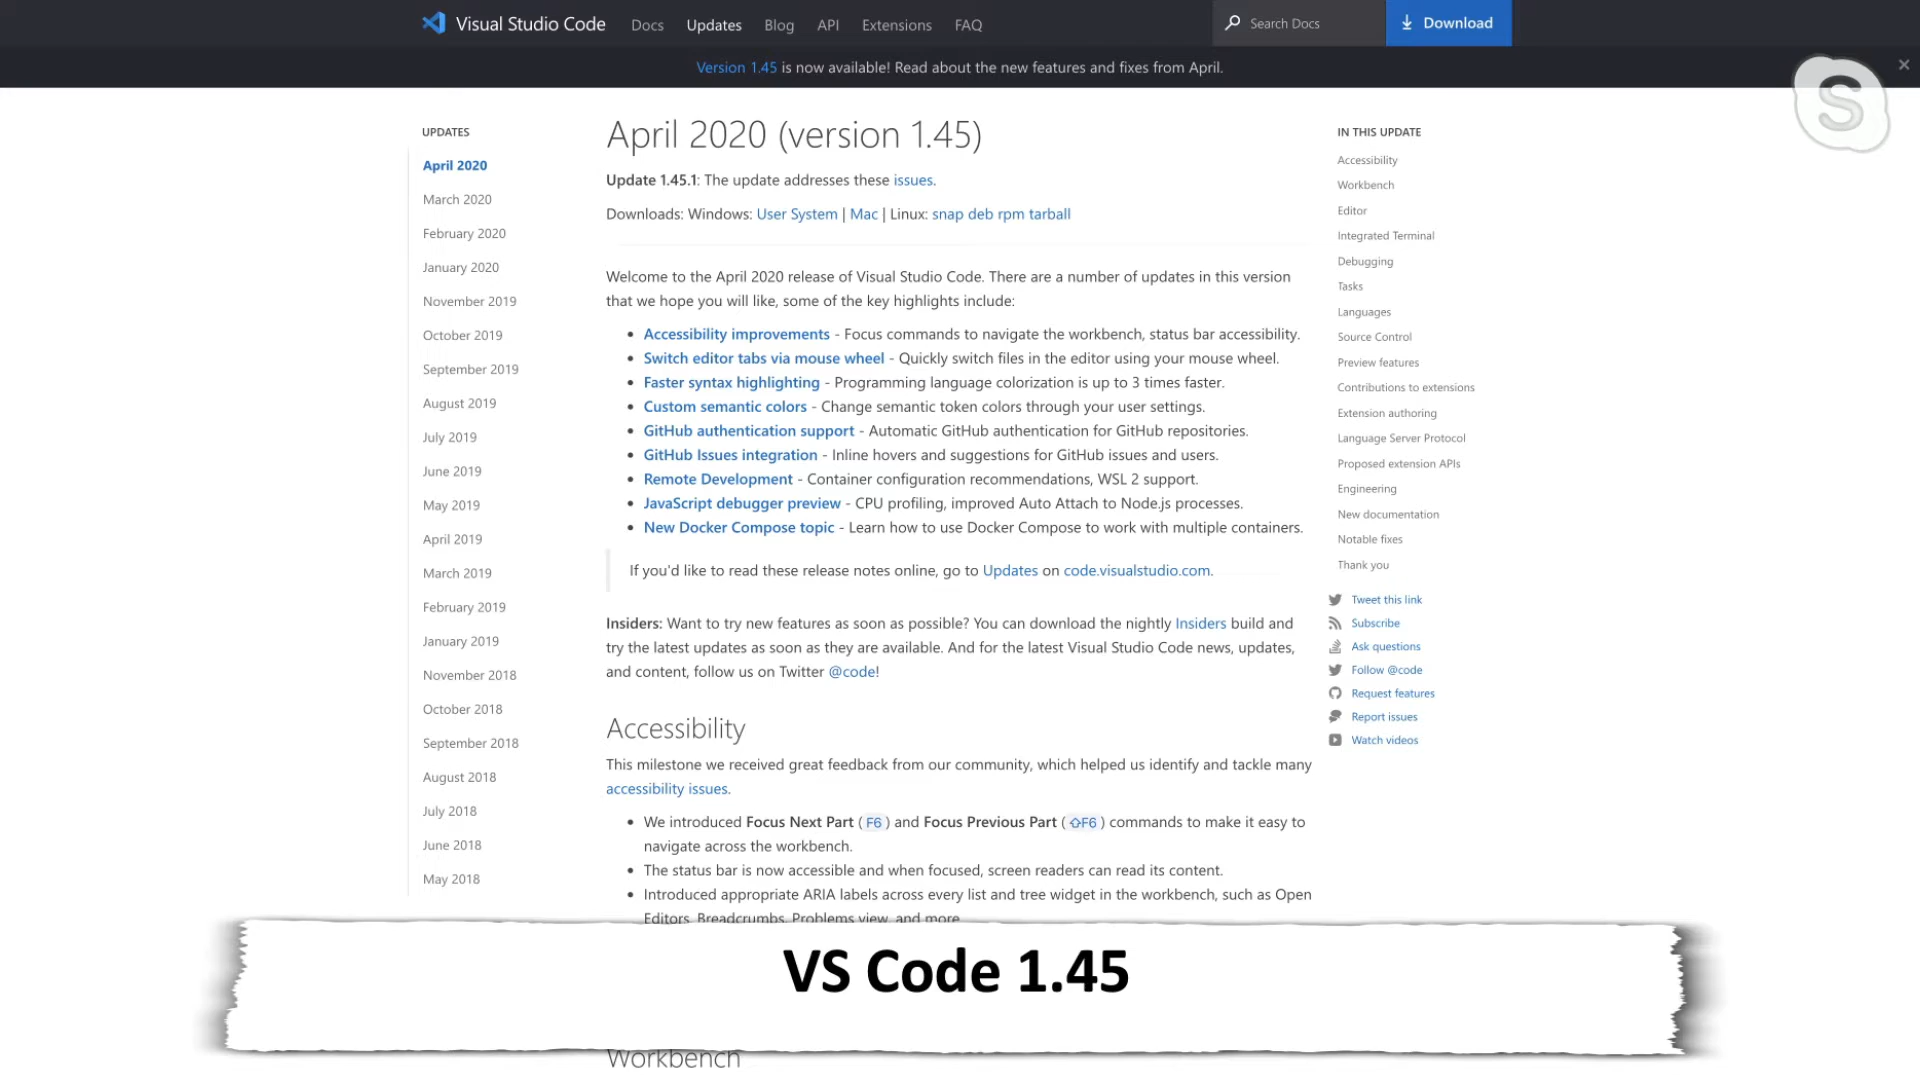 Visual Studio Code Docs Updates Blog API Extensions FAQ Search Docs Download
Version 1.45 is now available! Read about the new features and fixes from April.
S
UPDATES
April 2020
March 2020
February 2020
January 2020
November 2019
October 2019
September 2019
August 2019
July 2019
June 2019
May 2019
April 2019
March 2019
February 2019
January 2019
November 2018
October 2018
September 2018
August 2018
July 2018
June 2018
May 2018
April 2020 (version 1.45)
Update 1.45.1: The update addresses these issues.
Downloads: Windows: User System | Mac | Linux: snap deb rpm tarball
Welcome to the April 2020 release of Visual Studio Code. There are a number of updates in this version
that we hope you will like, some of the key highlights include:
• Accessibility improvements - Focus commands to navigate the workbench, status bar accessibility.
• Switch editor tabs via mouse wheel - Quickly switch files in the editor using your mouse wheel.
• Faster syntax highlighting - Programming language colorization is up to 3 times faster.
• Custom semantic colors - Change semantic token colors through your user settings.
• GitHub authentication support - Automatic GitHub authentication for GitHub repositories.
• GitHub Issues integration - Inline hovers and suggestions for GitHub issues and users.
• Remote Development - Container configuration recommendations, WSL 2 support.
• JavaScript debugger preview - CPU profiling, improved Auto Attach to Node.js processes.
• New Docker Compose topic - Learn how to use Docker Compose to work with multiple containers.
If you'd like to read these release notes online, go to Updates on code.visualstudio.com.
Insiders: Want to try new features as soon as possible? You can download the nightly Insiders build and
try the latest updates as soon as they are available. And for the latest Visual Studio Code news, updates,
and content, follow us on Twitter @code!
Accessibility
This milestone we received great feedback from our community, which helped us identify and tackle many
accessibility issues.
• We introduced Focus Next Part (F6) and Focus Previous Part (⇧F6) commands to make it easy to
navigate across the workbench.
• The status bar is now accessible and when focused, screen readers can read its content.
• Introduced appropriate ARIA labels across every list and tree widget in the workbench, such as Open
Editors, Breadcrumbs, Problems view, and more.
Workbench
IN THIS UPDATE
Accessibility
Workbench
Editor
Integrated Terminal
Debugging
Tasks
Languages
Source Control
Preview features
Contributions to extensions
Extension authoring
Language Server Protocol
Proposed extension APIs
Engineering
New documentation
Notable fixes
Thank you
Tweet this link
Subscribe
Ask questions
Follow @code
Request features
Report issues
Watch videos
VS Code 1.45